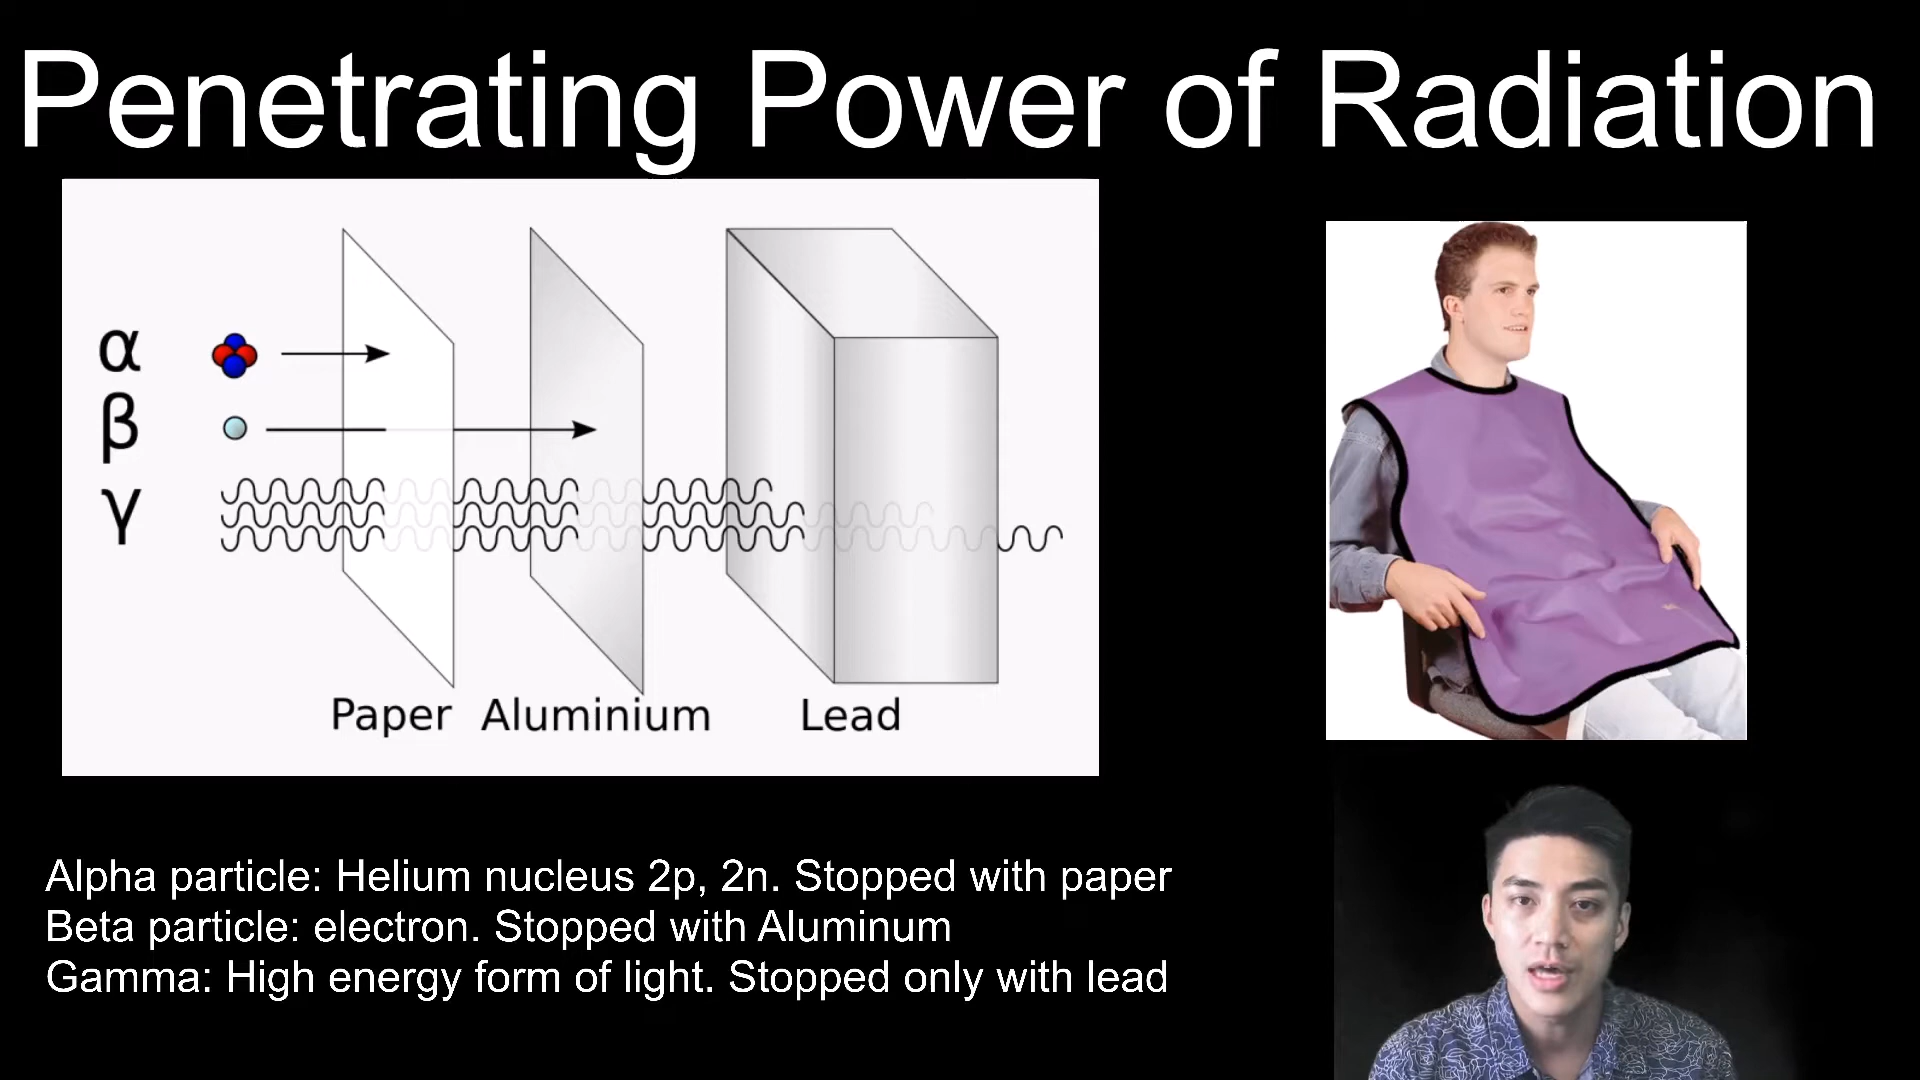 Penetrating Power of Radiation
α
β
γ
Paper Aluminium Lead
Alpha particle: Helium nucleus 2p, 2n. Stopped with paper
Beta particle: electron. Stopped with Aluminum
Gamma: High energy form of light. Stopped only with lead